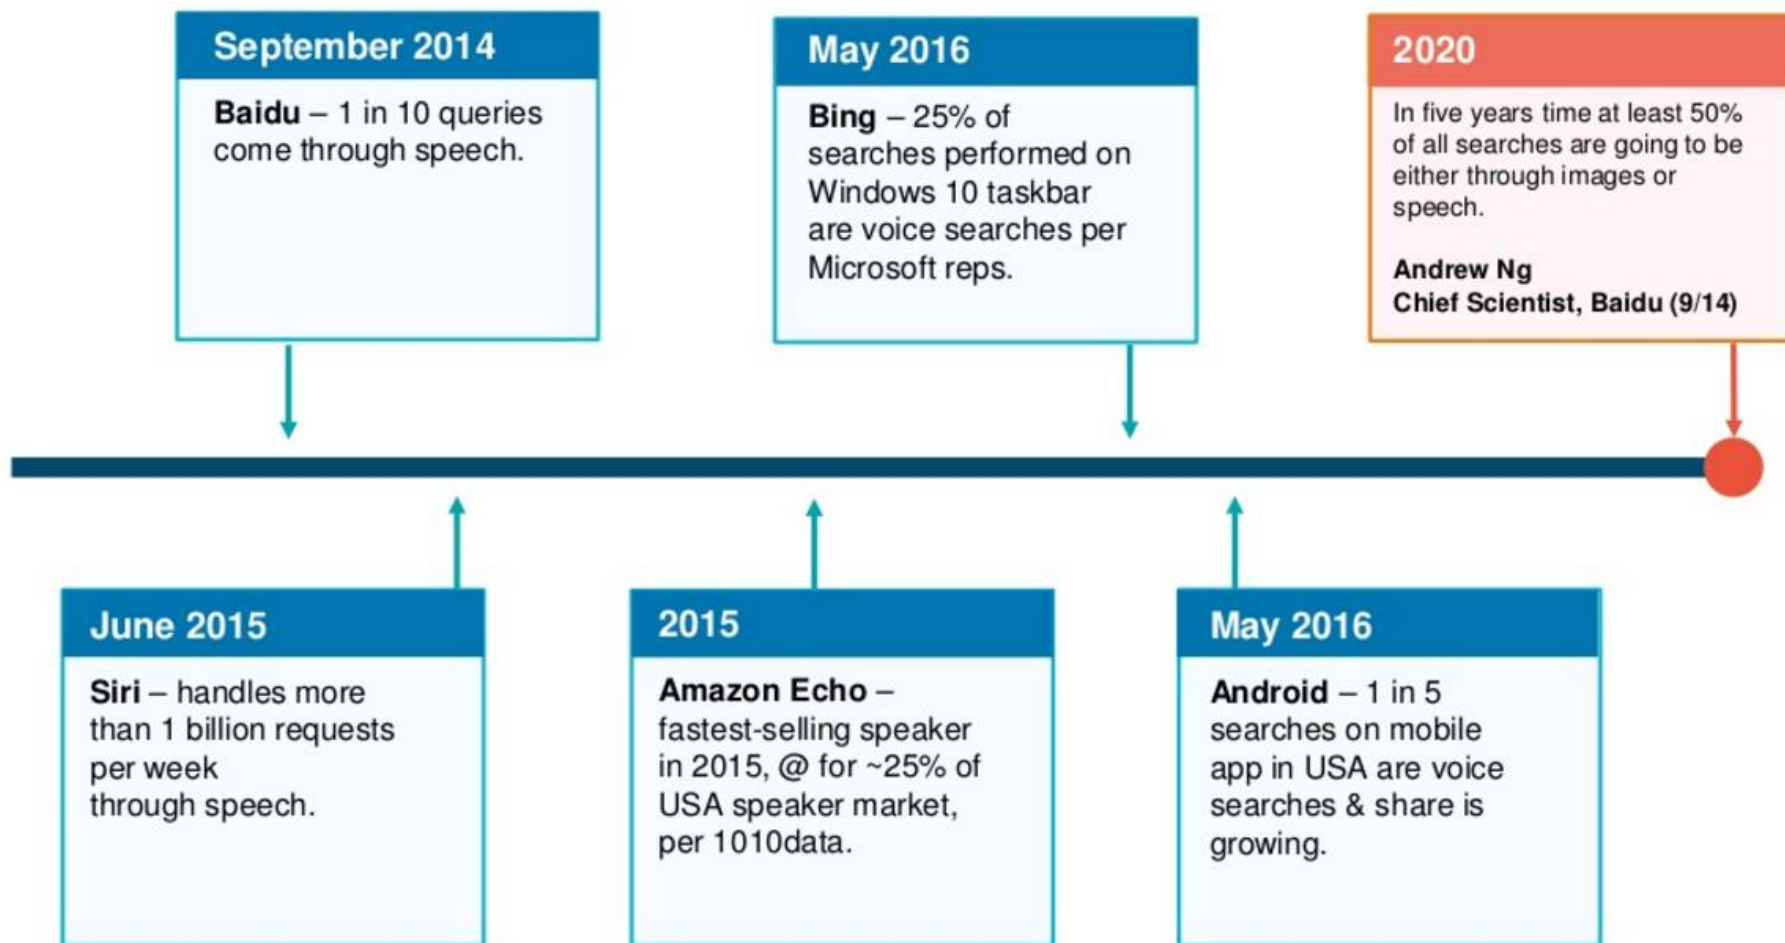 September 2014
Baidu – 1 in 10 queries
come through speech.
May 2016
Bing – 25% of
searches performed on
Windows 10 taskbar
are voice searches per
Microsoft reps.
2020
In five years time at least 50%
of all searches are going to be
either through images or
speech.
Andrew Ng
Chief Scientist, Baidu (9/14)
June 2015
Siri – handles more
than 1 billion requests
per week
through speech.
2015
Amazon Echo –
fastest-selling speaker
in 2015, @ for ~25% of
USA speaker market,
per 1010data.
May 2016
Android – 1 in 5
searches on mobile
app in USA are voice
searches & share is
growing.